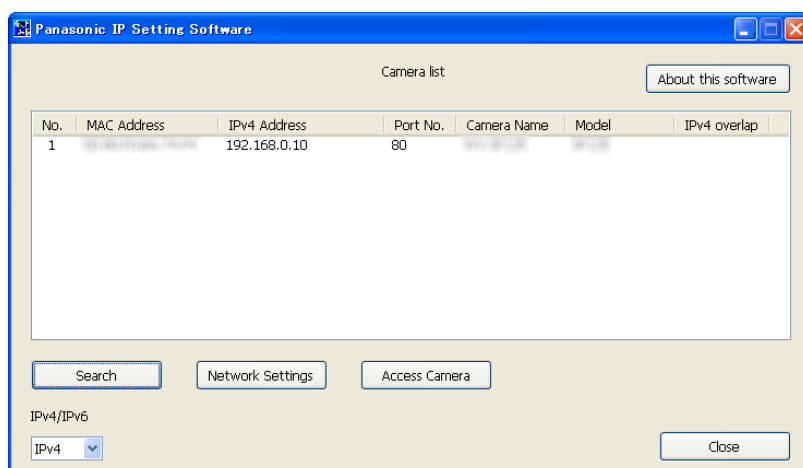 Panasonic IP Setting Software
Camera list
About this software
No. MAC Address IPv4 Address Port No. Camera Name Model IPv4 overlap
1 192.168.0.10 80
Search Network Settings Access Camera
IPv4/IPv6
IPv4 Close